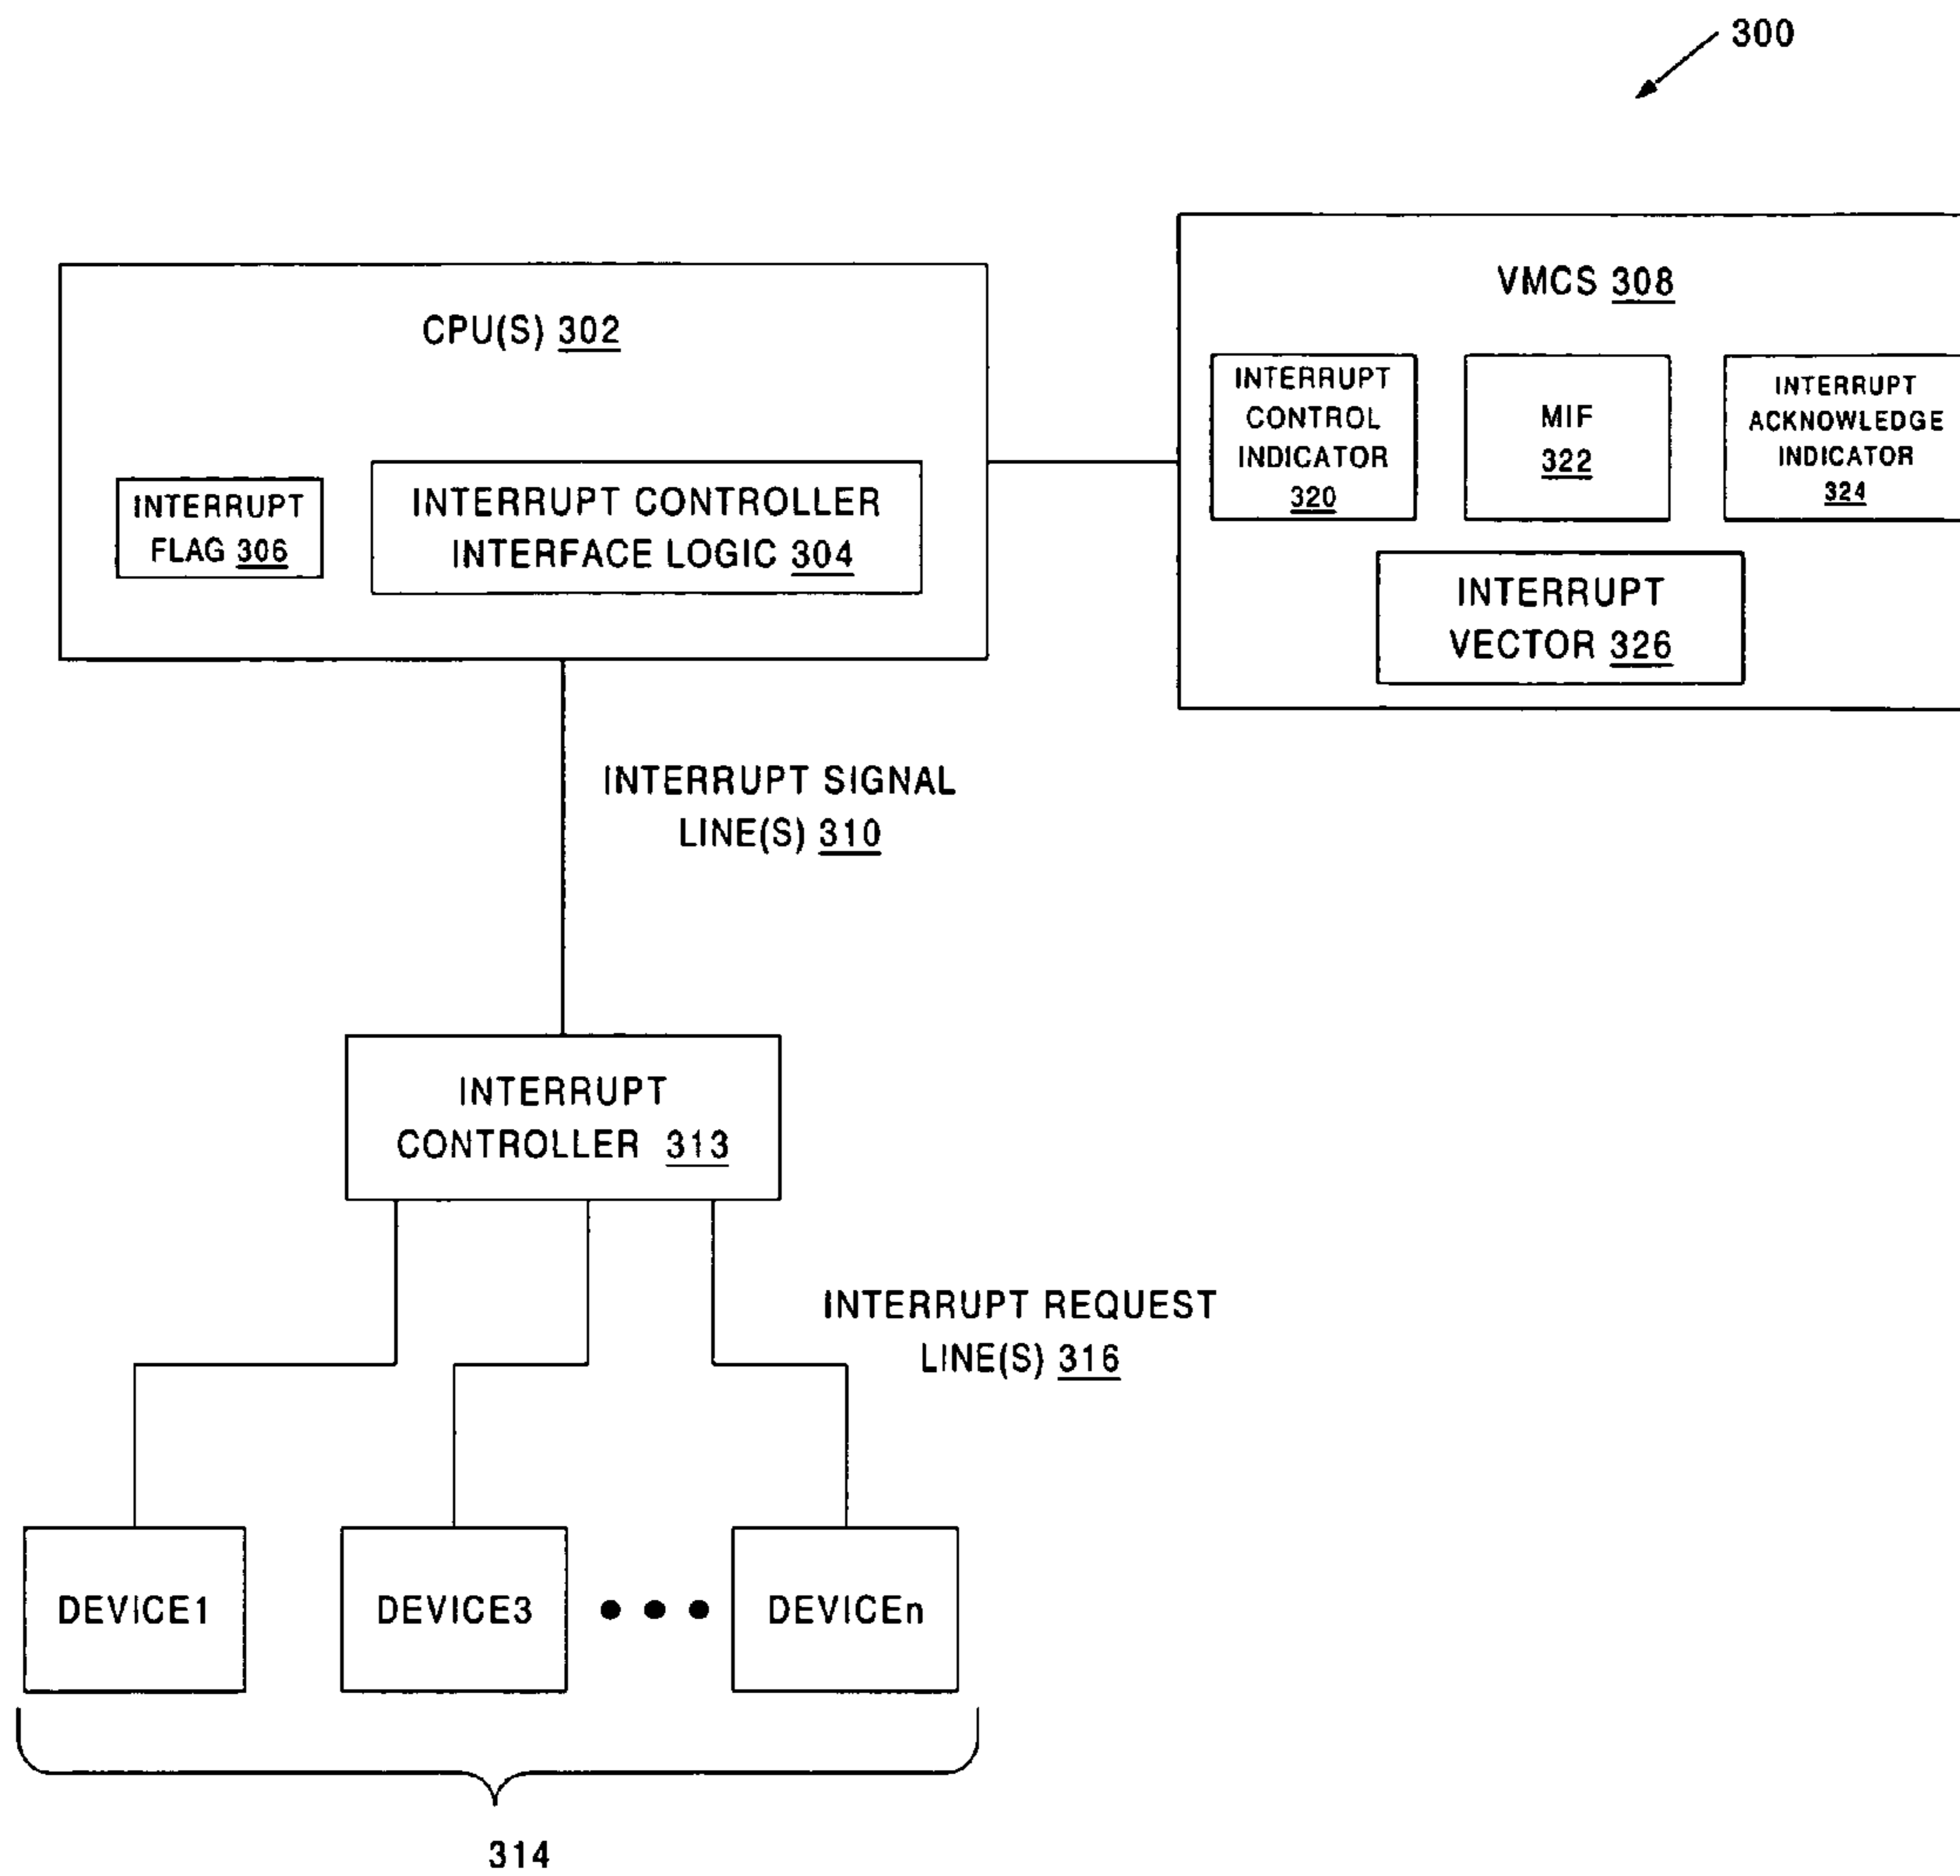 300
CPU(S) 302
INTERRUPT
FLAG 306
INTERRUPT CONTROLLER
INTERFACE LOGIC 304
VMCS 308
INTERRUPT
CONTROL
INDICATOR
320
MIF
322
INTERRUPT
ACKNOWLEDGE
INDICATOR
324
INTERRUPT
VECTOR 326
INTERRUPT SIGNAL
LINE(S) 310
INTERRUPT
CONTROLLER 313
INTERRUPT REQUEST
LINE(S) 316
DEVICE1
DEVICE3
DEVICEn
314